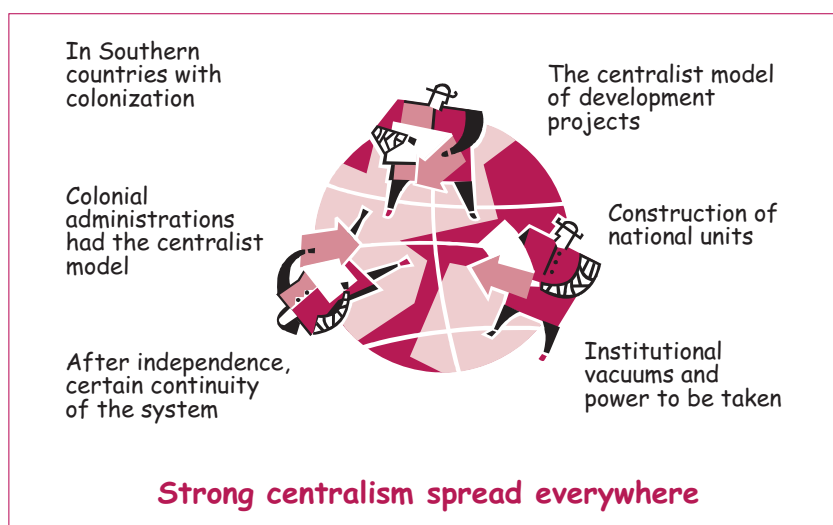 In Southern
countries with
colonization
Colonial
administrations
had the centralist
model
After independence,
certain continuity
of the system
The centralist model
of development
projects
Construction of
national units
Institutional
vacuums and
power to be taken
Strong centralism spread everywhere